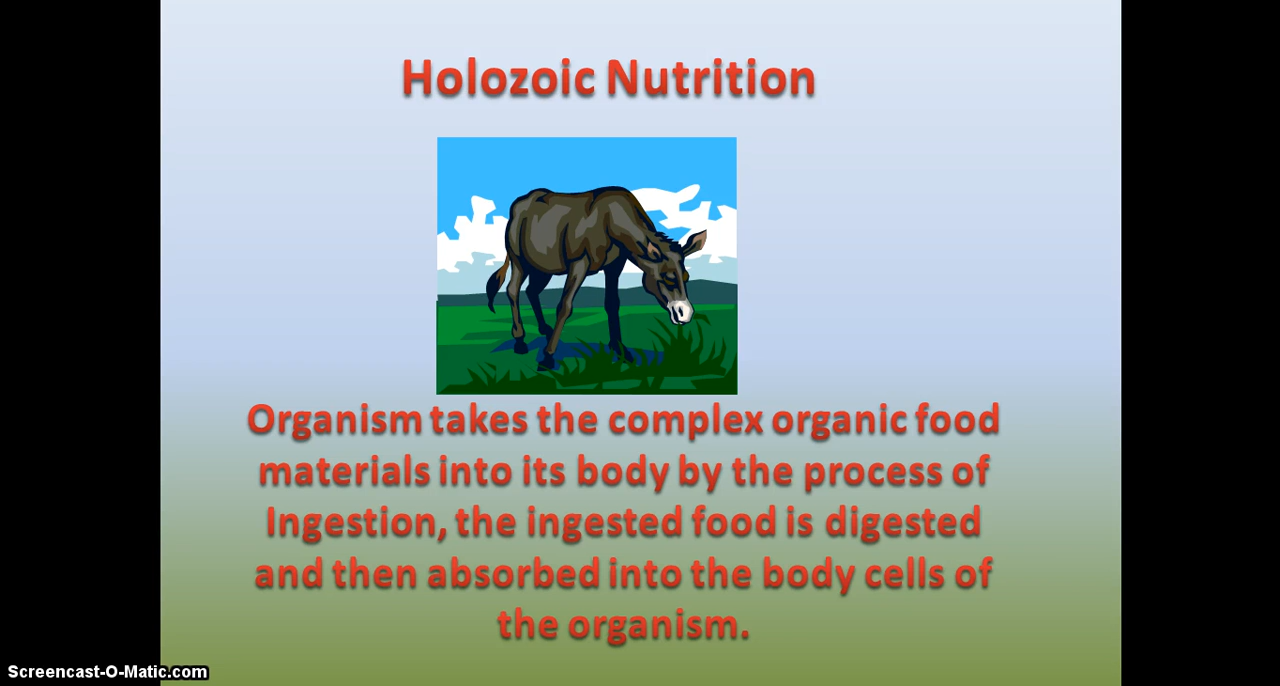 Holozoic Nutrition
Organism takes the complex organic food
materials into its body by the process of
Ingestion, the ingested food is digested
and then absorbed into the body cells of
the organism.
Screencast-O-Matic.com